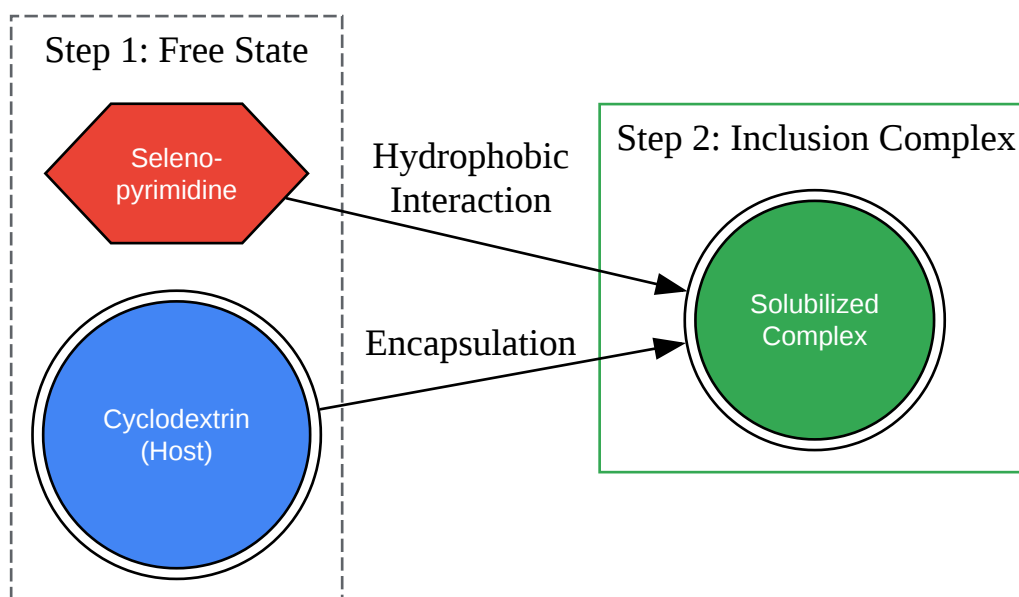 Step 1: Free State
Seleno-
pyrimidine
Cyclodextrin
(Host)
Hydrophobic
Interaction
Encapsulation
Step 2: Inclusion Complex
Solubilized
Complex